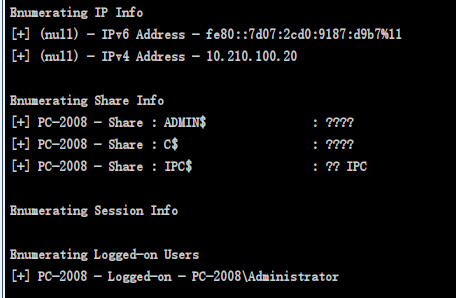 Enumerating IP Info
[+] (null) - IPv6 Address - fe80::7d07:2cd0:9187:d9b7%11
[+] (null) - IPv4 Address - 10.210.100.20
Enumerating Share Info
[+] PC-2008 - Share : ADMIN$ : ????
[+] PC-2008 - Share : C$ : ????
[+] PC-2008 - Share : IPC$ : ?? IPC
Enumerating Session Info
Enumerating Logged-on Users
[+] PC-2008 - Logged-on - PC-2008\Administrator